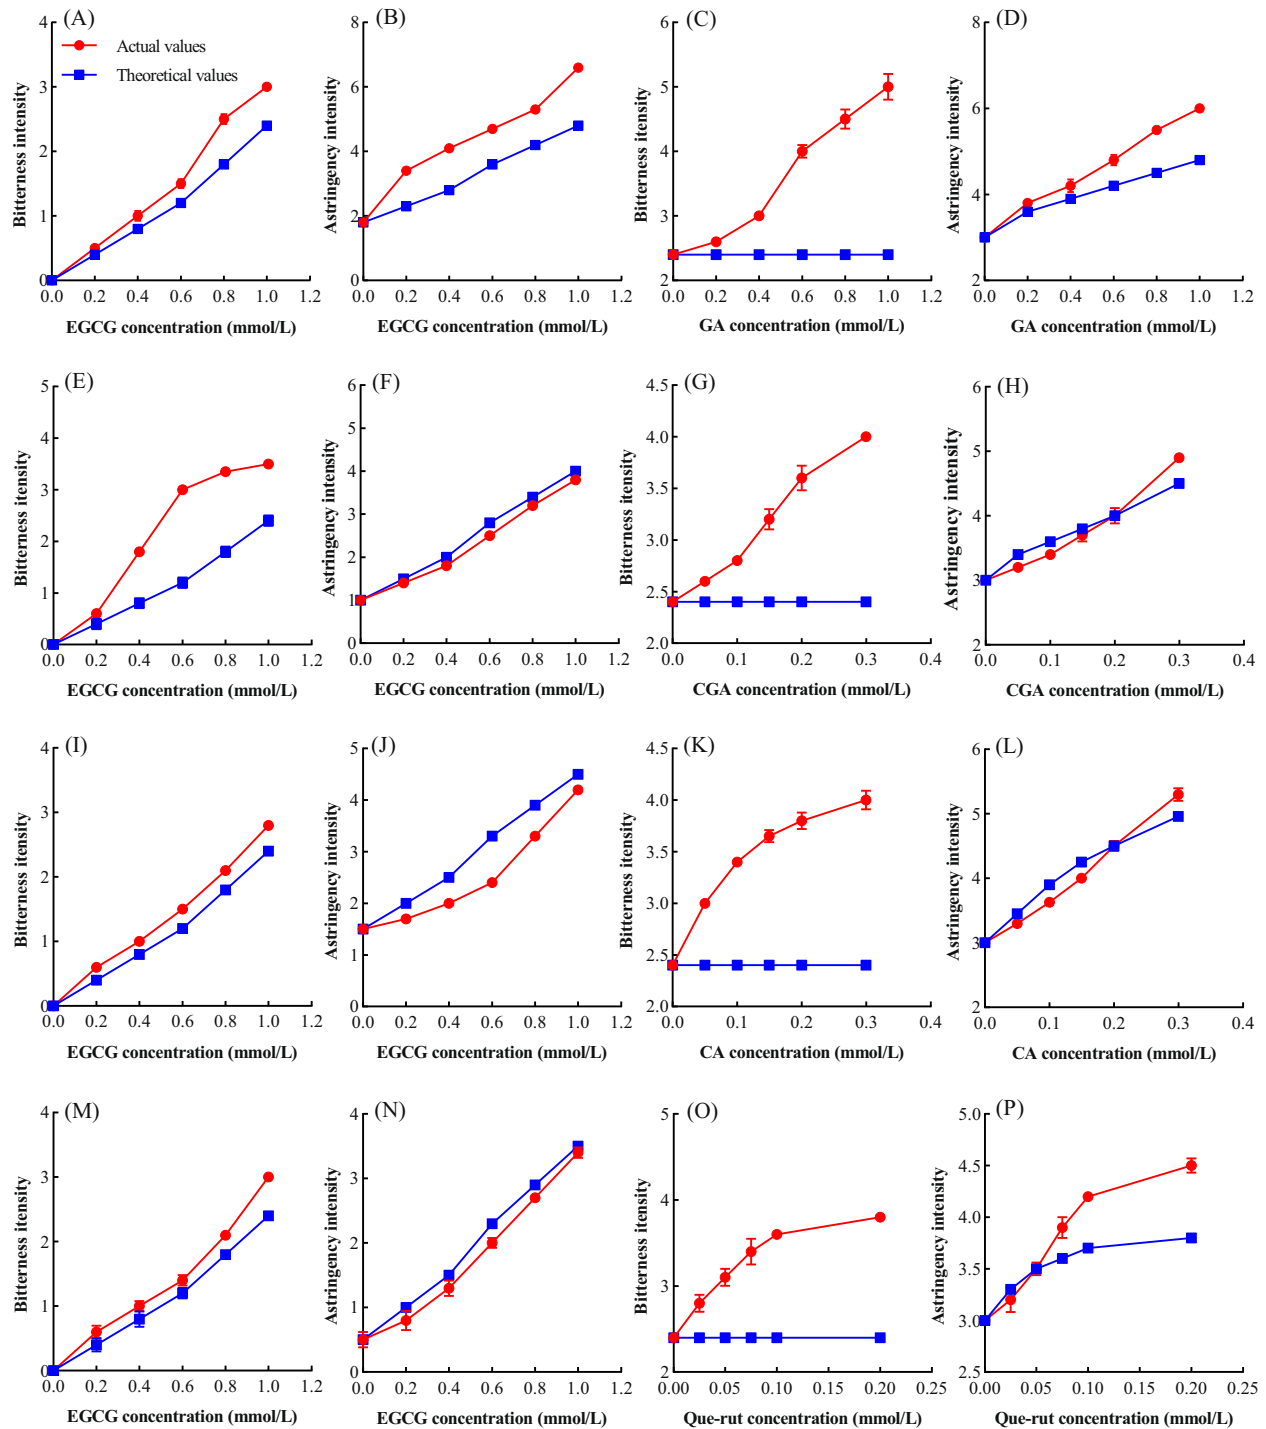 (A) (B) (C) (D)
Actual values
Theoretical values
Bitterness itensity
4
3
2
1
0
0.0 0.2 0.4 0.6 0.8 1.0 1.2
EGCG concentration (mmol/L)
Astringency intensity
8
6
4
2
0
0.0 0.2 0.4 0.6 0.8 1.0 1.2
EGCG concentration (mmol/L)
Bitterness itensity
6
5
4
3
2
0.0 0.2 0.4 0.6 0.8 1.0 1.2
GA concentration (mmol/L)
Astringency intensity
8
6
4
2
0.0 0.2 0.4 0.6 0.8 1.0 1.2
GA concentration (mmol/L)
(E) (F) (G) (H)
Bitterness itensity
5
4
3
2
1
0
0.0 0.2 0.4 0.6 0.8 1.0 1.2
EGCG concentration (mmol/L)
Astringency intensity
6
5
4
3
2
1
0
0.0 0.2 0.4 0.6 0.8 1.0 1.2
EGCG concentration (mmol/L)
Bitterness itensity
4.5
4.0
3.5
3.0
2.5
2.0
0.0 0.1 0.2 0.3 0.4
CGA concentration (mmol/L)
Astringency intensity
6
5
4
3
2
0.0 0.1 0.2 0.3 0.4
CGA concentration (mmol/L)
(I) (J) (K) (L)
Bitterness itensity
4
3
2
1
0
0.0 0.2 0.4 0.6 0.8 1.0 1.2
EGCG concentration (mmol/L)
Astringency intensity
5
4
3
2
1
0
0.0 0.2 0.4 0.6 0.8 1.0 1.2
EGCG concentration (mmol/L)
Bitterness itensity
4.5
4.0
3.5
3.0
2.5
2.0
0.0 0.1 0.2 0.3 0.4
CA concentration (mmol/L)
Astringency intensity
6
5
4
3
2
0.0 0.1 0.2 0.3 0.4
CA concentration (mmol/L)
(M) (N) (O) (P)
Bitterness itensity
4
3
2
1
0
0.0 0.2 0.4 0.6 0.8 1.0 1.2
EGCG concentration (mmol/L)
Astringency intensity
4
3
2
1
0
0.0 0.2 0.4 0.6 0.8 1.0 1.2
EGCG concentration (mmol/L)
Bitterness itensity
5
4
3
2
0.00 0.05 0.10 0.15 0.20 0.25
Que-rut concentration (mmol/L)
Astringency intensity
5.0
4.5
4.0
3.5
3.0
2.5
0.00 0.05 0.10 0.15 0.20 0.25
Que-rut concentration (mmol/L)